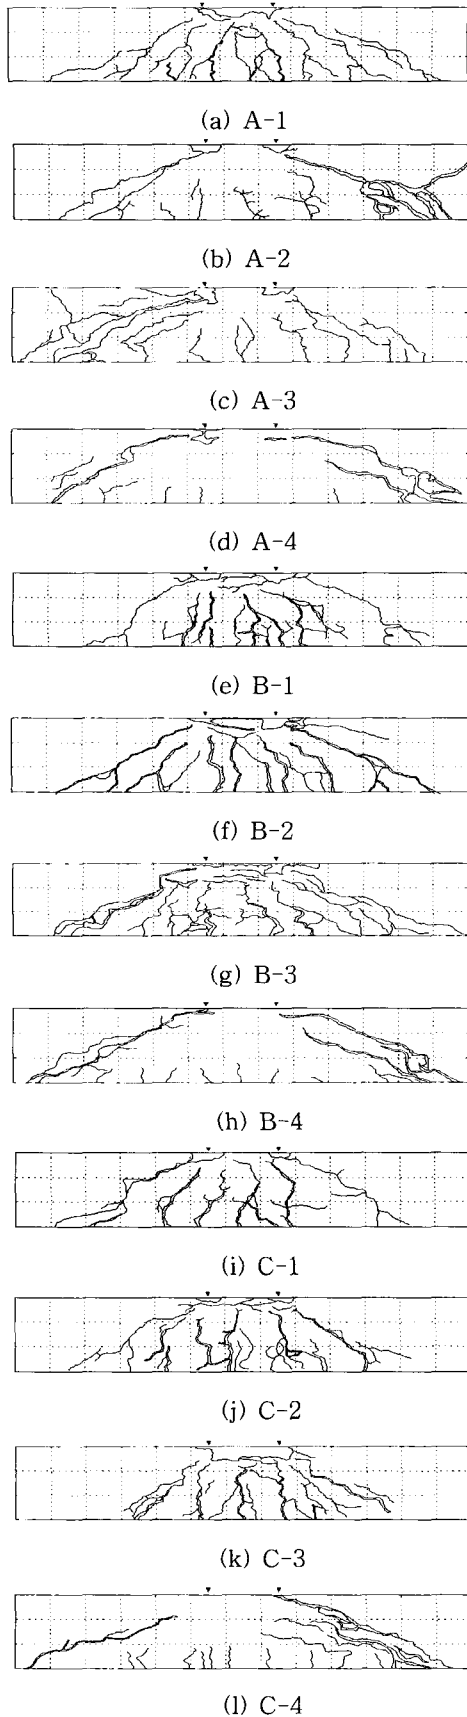 (a) A-1
(b) A-2
(c) A-3
(d) A-4
(e) B-1
(f) B-2
(g) B-3
(h) B-4
(i) C-1
(j) C-2
(k) C-3
(l) C-4